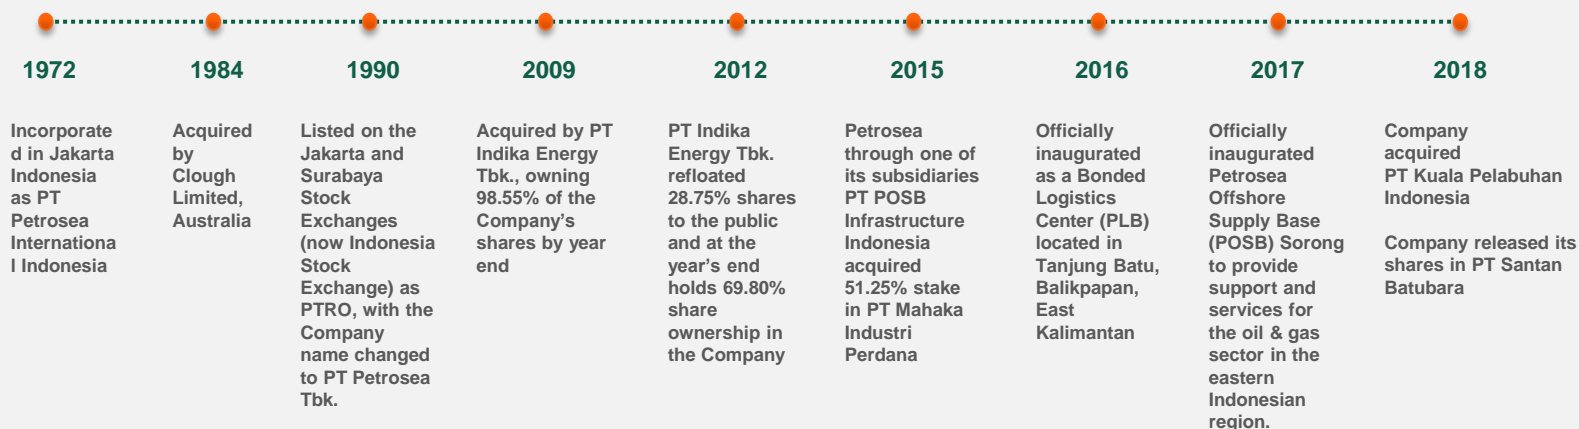 1972
Incorporate
d in Jakarta
Indonesia
as PT
Petrosea
Internationa
l Indonesia
1984
Acquired
by
Clough
Limited,
Australia
1990
Listed on the
Jakarta and
Surabaya
Stock
Exchanges
(now Indonesia
Stock
Exchange) as
PTRO, with the
Company
name changed
to PT Petrosea
Tbk.
2009
Acquired by PT
Indika Energy
Tbk., owning
98.55% of the
Company’s
shares by year
end
2012
PT Indika
Energy Tbk.
refloated
28.75% shares
to the public
and at the
year’s end
holds 69.80%
share
ownership in
the Company
2015
Petrosea
through one of
its subsidiaries
PT POSB
Infrastructure
Indonesia
acquired
51.25% stake
in PT Mahaka
Industri
Perdana
2016
Officially
inaugurated
as a Bonded
Logistics
Center (PLB)
located in
Tanjung Batu,
Balikpapan,
East
Kalimantan
2017
Officially
inaugurated
Petrosea
Offshore
Supply Base
(POSB) Sorong
to provide
support and
services for
the oil & gas
sector in the
eastern
Indonesian
region.
2018
Company
acquired
PT Kuala Pelabuhan
Indonesia
Company released its
shares in PT Santan
Batubara